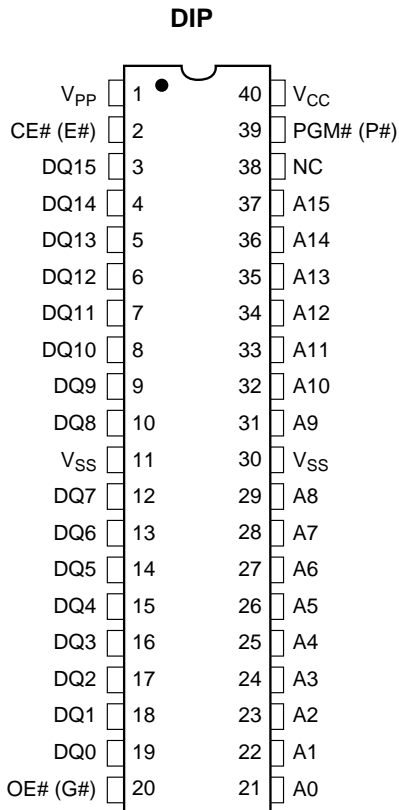 DIP
VPP 1 40 VCC
CE# (E#) 2 39 PGM# (P#)
DQ15 3 38 NC
DQ14 4 37 A15
DQ13 5 36 A14
DQ12 6 35 A13
DQ11 7 34 A12
DQ10 8 33 A11
DQ9 9 32 A10
DQ8 10 31 A9
VSS 11 30 VSS
DQ7 12 29 A8
DQ6 13 28 A7
DQ5 14 27 A6
DQ4 15 26 A5
DQ3 16 25 A4
DQ2 17 24 A3
DQ1 18 23 A2
DQ0 19 22 A1
OE# (G#) 20 21 A0